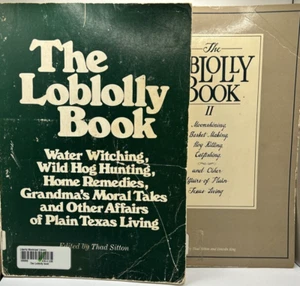 The
Loblolly
Book
Water Witching,
Wild Hog Hunting,
Home Remedies,
Grandma's Moral Tales
and Other Affairs
of Plain Texas Living
Edited by Thad Sitton
The
LOBLOLLY
BOOK
II
Moonshining,
Basket Making,
Hog Killing,
Catfishing,
and Other
Affairs of Plain
Texas Living